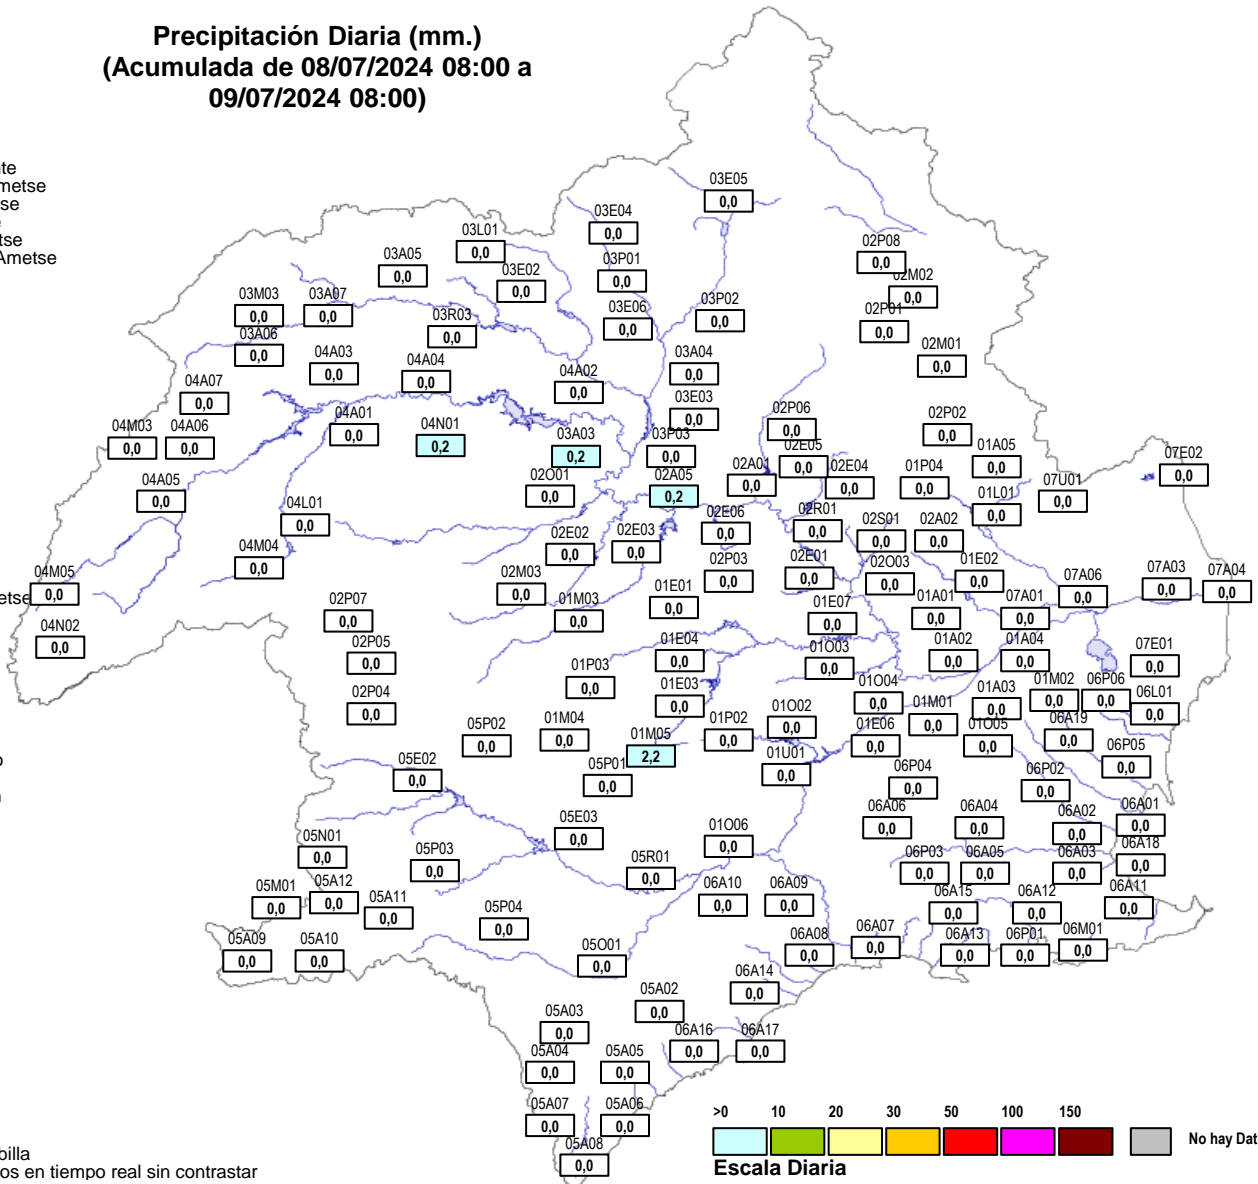 Precipitación Diaria (mm.)
(Acumulada de 08/07/2024 08:00 a
09/07/2024 08:00)
03E05
0,0
03E04
0,0
03L01
0,0
03A05
0,0
03E02
0,0
03P01
0,0
02P08
0,0
02M02
0,0
03M03
0,0
03A07
0,0
03R03
0,0
03E06
0,0
03P02
0,0
02P01
0,0
03A06
0,0
04A03
0,0
04A04
0,0
04A02
0,0
03A04
0,0
02M01
0,0
04A07
0,0
04A01
0,0
03E03
0,0
02P06
0,0
02P02
0,0
04M03
0,0
04A06
0,0
04N01
0,2
03A03
0,2
03P03
0,0
02E05
0,0
01A05
0,0
07E02
0,0
04A05
0,0
02O01
0,0
02A05
0,2
02A01
0,0
02E04
0,0
01P04
0,0
07U01
0,0
01L01
0,0
04L01
0,0
02E06
0,0
02R01
0,0
02S01
0,0
02A02
0,0
04M04
0,0
02E02
0,0
02E03
0,0
04M05
0,0
02M03
0,0
02P03
0,0
02E01
0,0
02O03
0,0
01E02
0,0
07A06
0,0
07A03
0,0
07A04
0,0
02P07
0,0
01M03
0,0
01E01
0,0
01E07
0,0
01A01
0,0
07A01
0,0
04N02
0,0
02P05
0,0
01E04
0,0
01O03
0,0
01A02
0,0
01A04
0,0
07E01
0,0
01P03
0,0
02P04
0,0
01E03
0,0
01O04
0,0
01A03
0,0
01M02
0,0
06P06
0,0
06L01
0,0
05P02
0,0
01M04
0,0
01M05
2,2
01P02
0,0
01O02
0,0
01M01
0,0
01E06
0,0
01O05
0,0
06A19
0,0
05E02
0,0
05P01
0,0
01U01
0,0
06P04
0,0
06P02
0,0
06P05
0,0
05E03
0,0
01O06
0,0
06A06
0,0
06A04
0,0
06A02
0,0
06A01
0,0
05N01
0,0
05P03
0,0
05R01
0,0
06P03
0,0
06A05
0,0
06A03
0,0
06A18
0,0
05M01
0,0
05A12
0,0
05A11
0,0
06A10
0,0
06A09
0,0
06A15
0,0
06A12
0,0
06A11
0,0
05P04
0,0
05A09
0,0
05A10
0,0
05O01
0,0
06A08
0,0
06A07
0,0
06A13
0,0
06P01
0,0
06M01
0,0
06A14
0,0
05A02
0,0
05A03
0,0
06A16
0,0
06A17
0,0
05A04
0,0
05A05
0,0
05A07
0,0
05A06
0,0
05A08
0,0
>0 10 20 30 50 100 150
No hay Dat
Escala Diaria
te
metse
se
tse
Ametse
etse
billa
os en tiempo real sin contrastar